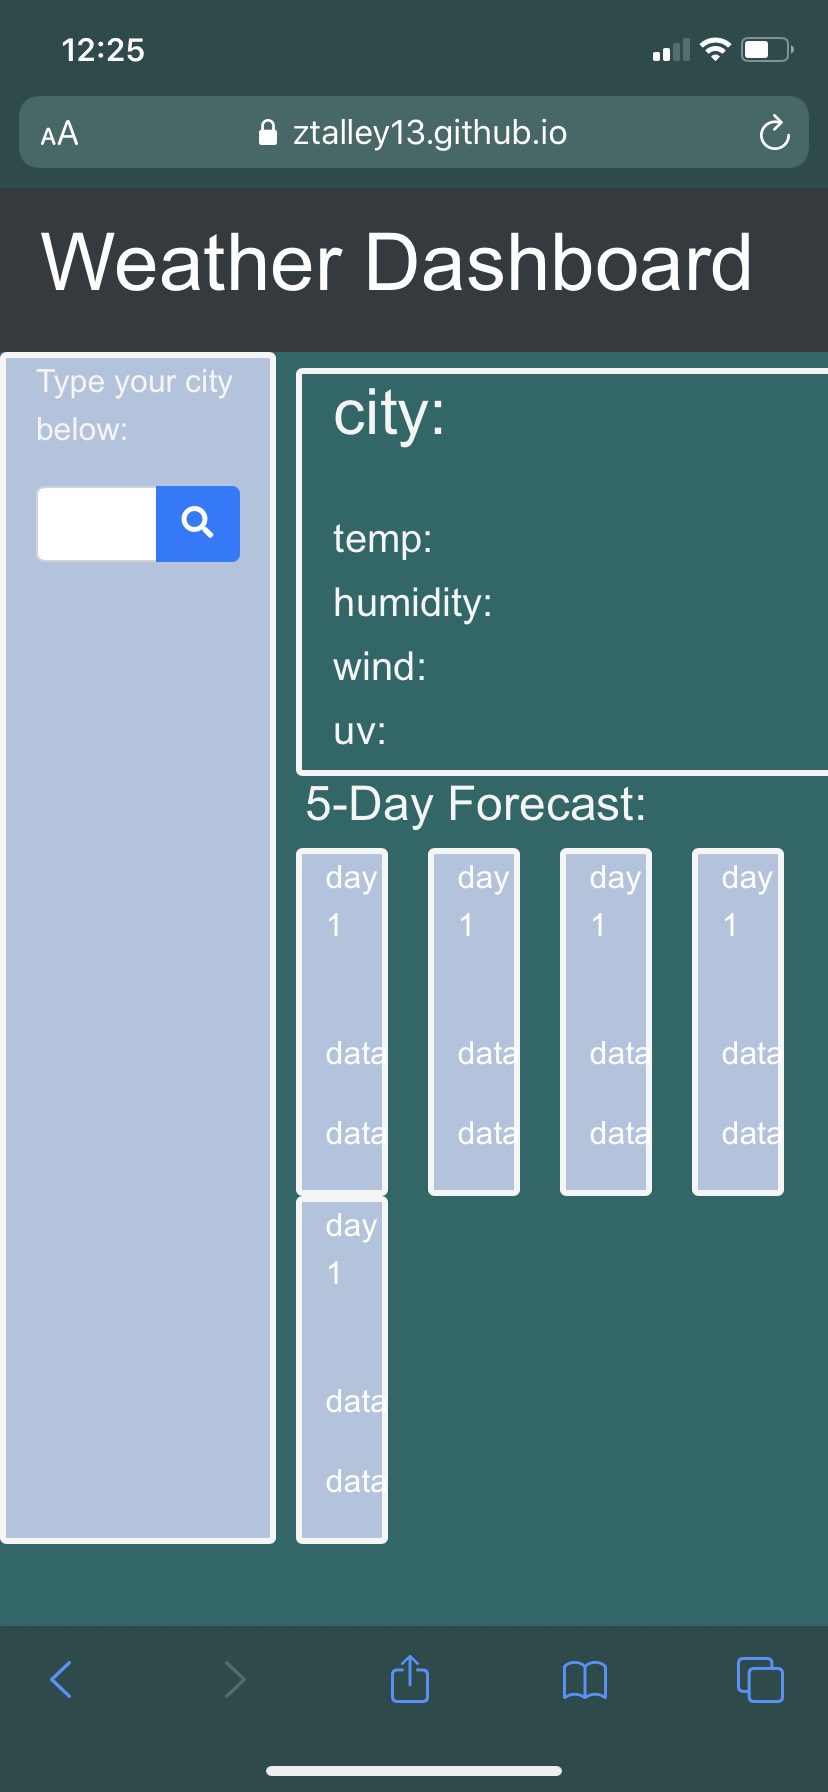 12:25
AA
ztalley13.github.io
Weather Dashboard
Type your city
below:
city:
temp:
humidity:
wind:
uv:
5-Day Forecast:
day day day day
1 1 1 1
data data data data
data data data data
day
1
data
data